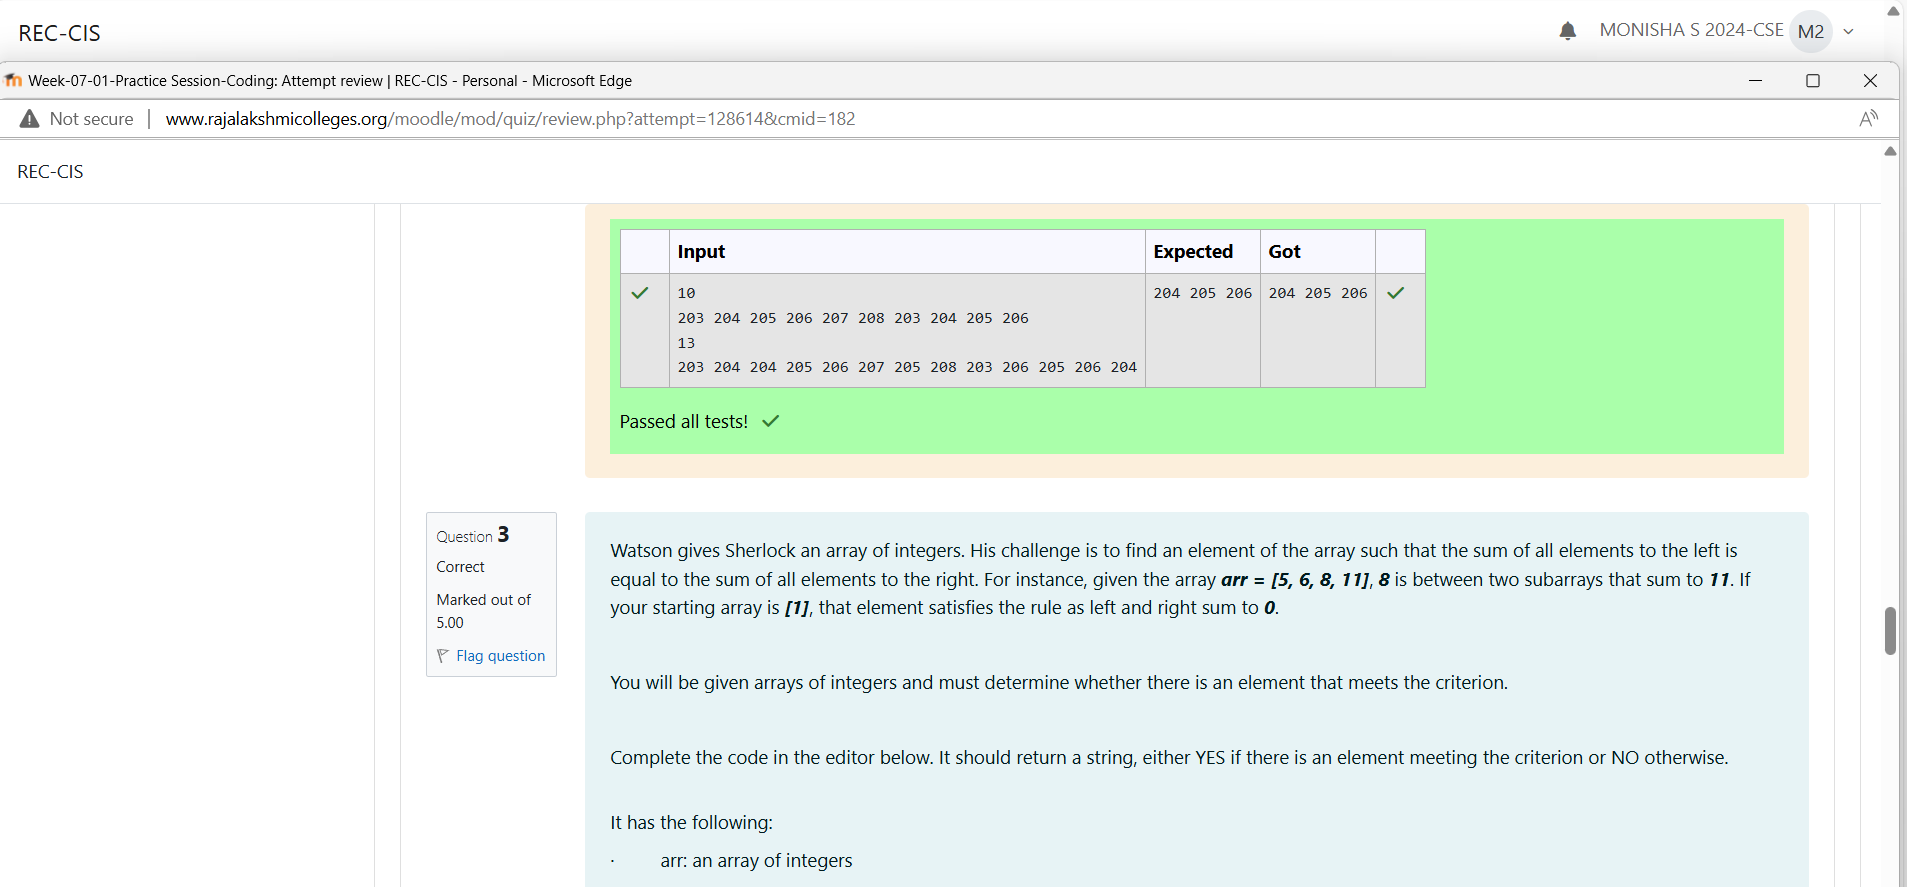 REC-CIS
MONISHA S 2024-CSE M2
Week-07-01-Practice Session-Coding: Attempt review | REC-CIS - Personal - Microsoft Edge
Not secure | www.rajalakshmicolleges.org/moodle/mod/quiz/review.php?attempt=128614&cmid=182
REC-CIS
Input Expected Got
10 204 205 206 204 205 206
203 204 205 206 207 208 203 204 205 206
13
203 204 204 205 206 207 205 208 203 206 205 206 204
Passed all tests!
Question 3
Correct
Marked out of
5.00
Flag question
Watson gives Sherlock an array of integers. His challenge is to find an element of the array such that the sum of all elements to the left is
equal to the sum of all elements to the right. For instance, given the array arr = [5, 6, 8, 11], 8 is between two subarrays that sum to 11. If
your starting array is [1], that element satisfies the rule as left and right sum to 0.
You will be given arrays of integers and must determine whether there is an element that meets the criterion.
Complete the code in the editor below. It should return a string, either YES if there is an element meeting the criterion or NO otherwise.
It has the following:
· arr: an array of integers